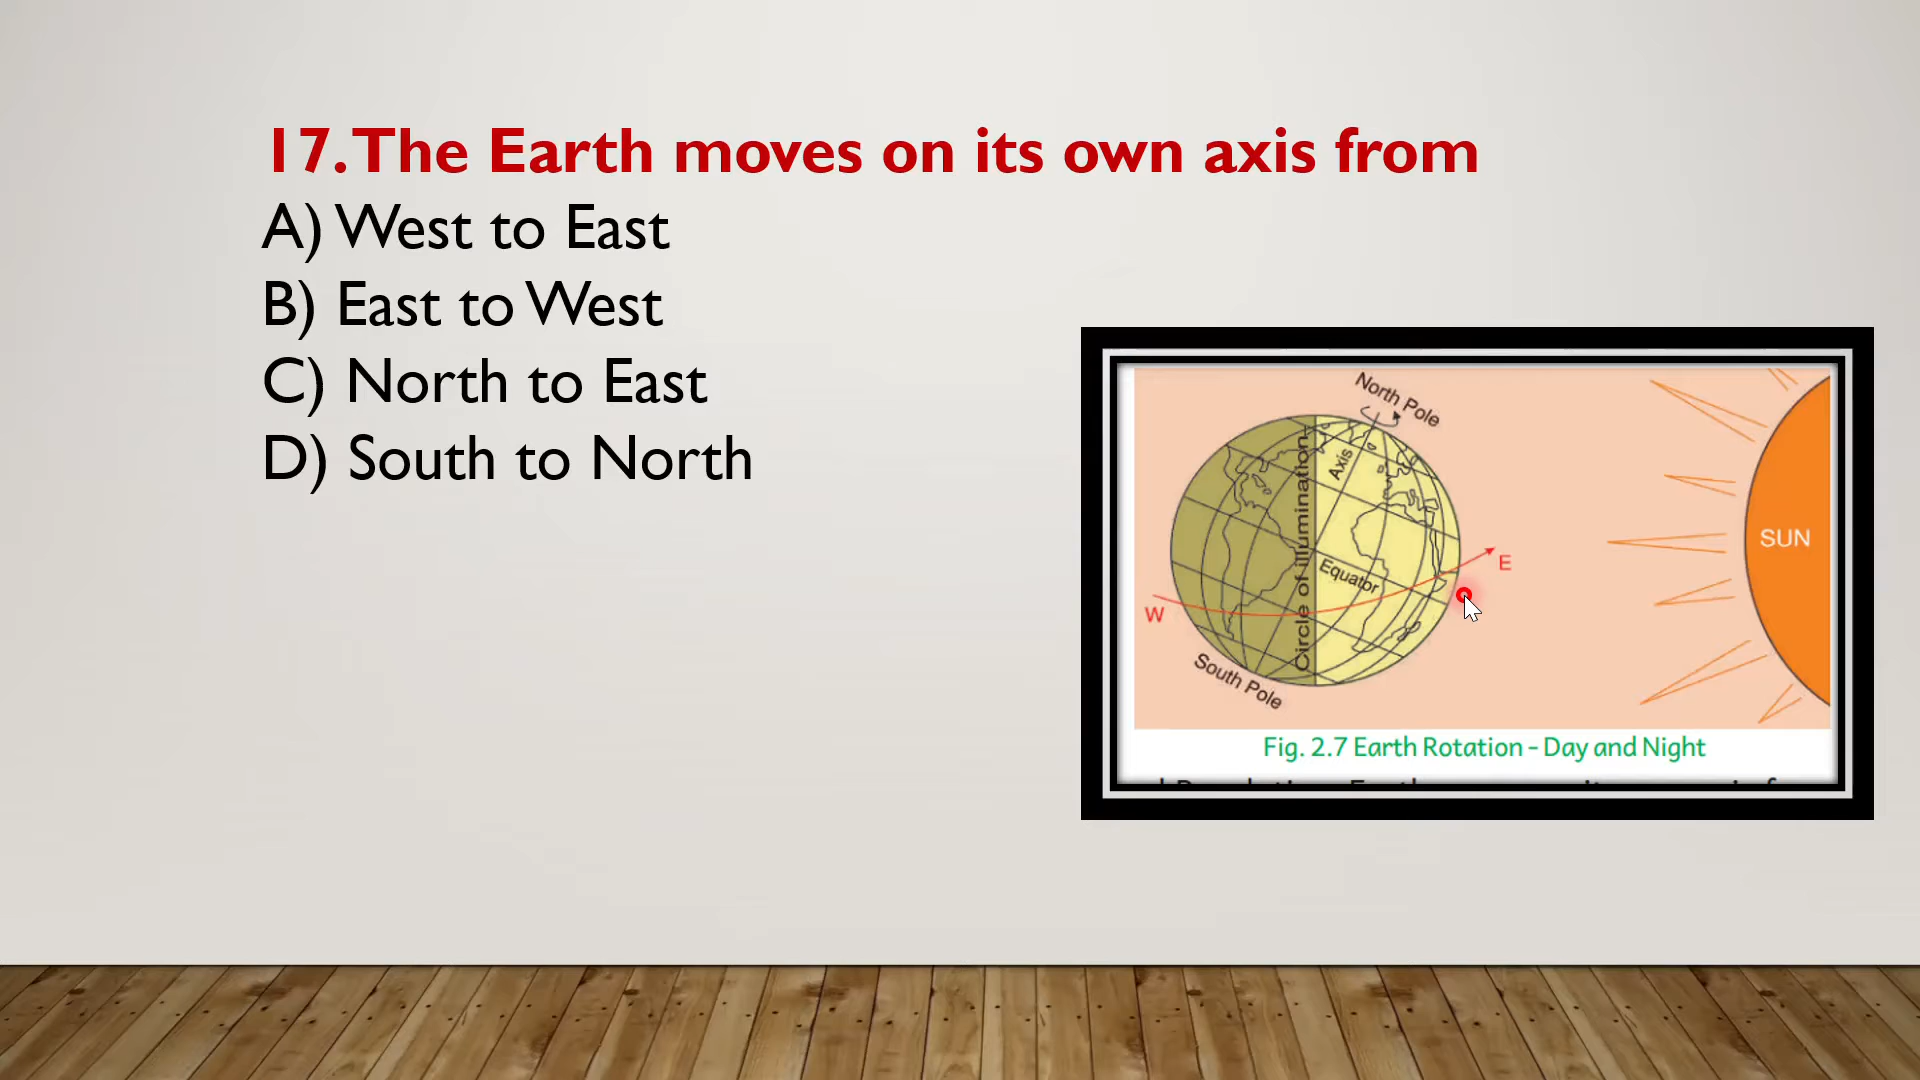 17. The Earth moves on its own axis from
A) West to East
B) East to West
C) North to East
D) South to North
North Pole
Axis
Circle of illumination
Equator
SUN
E
W
South Pole
Fig. 2.7 Earth Rotation - Day and Night